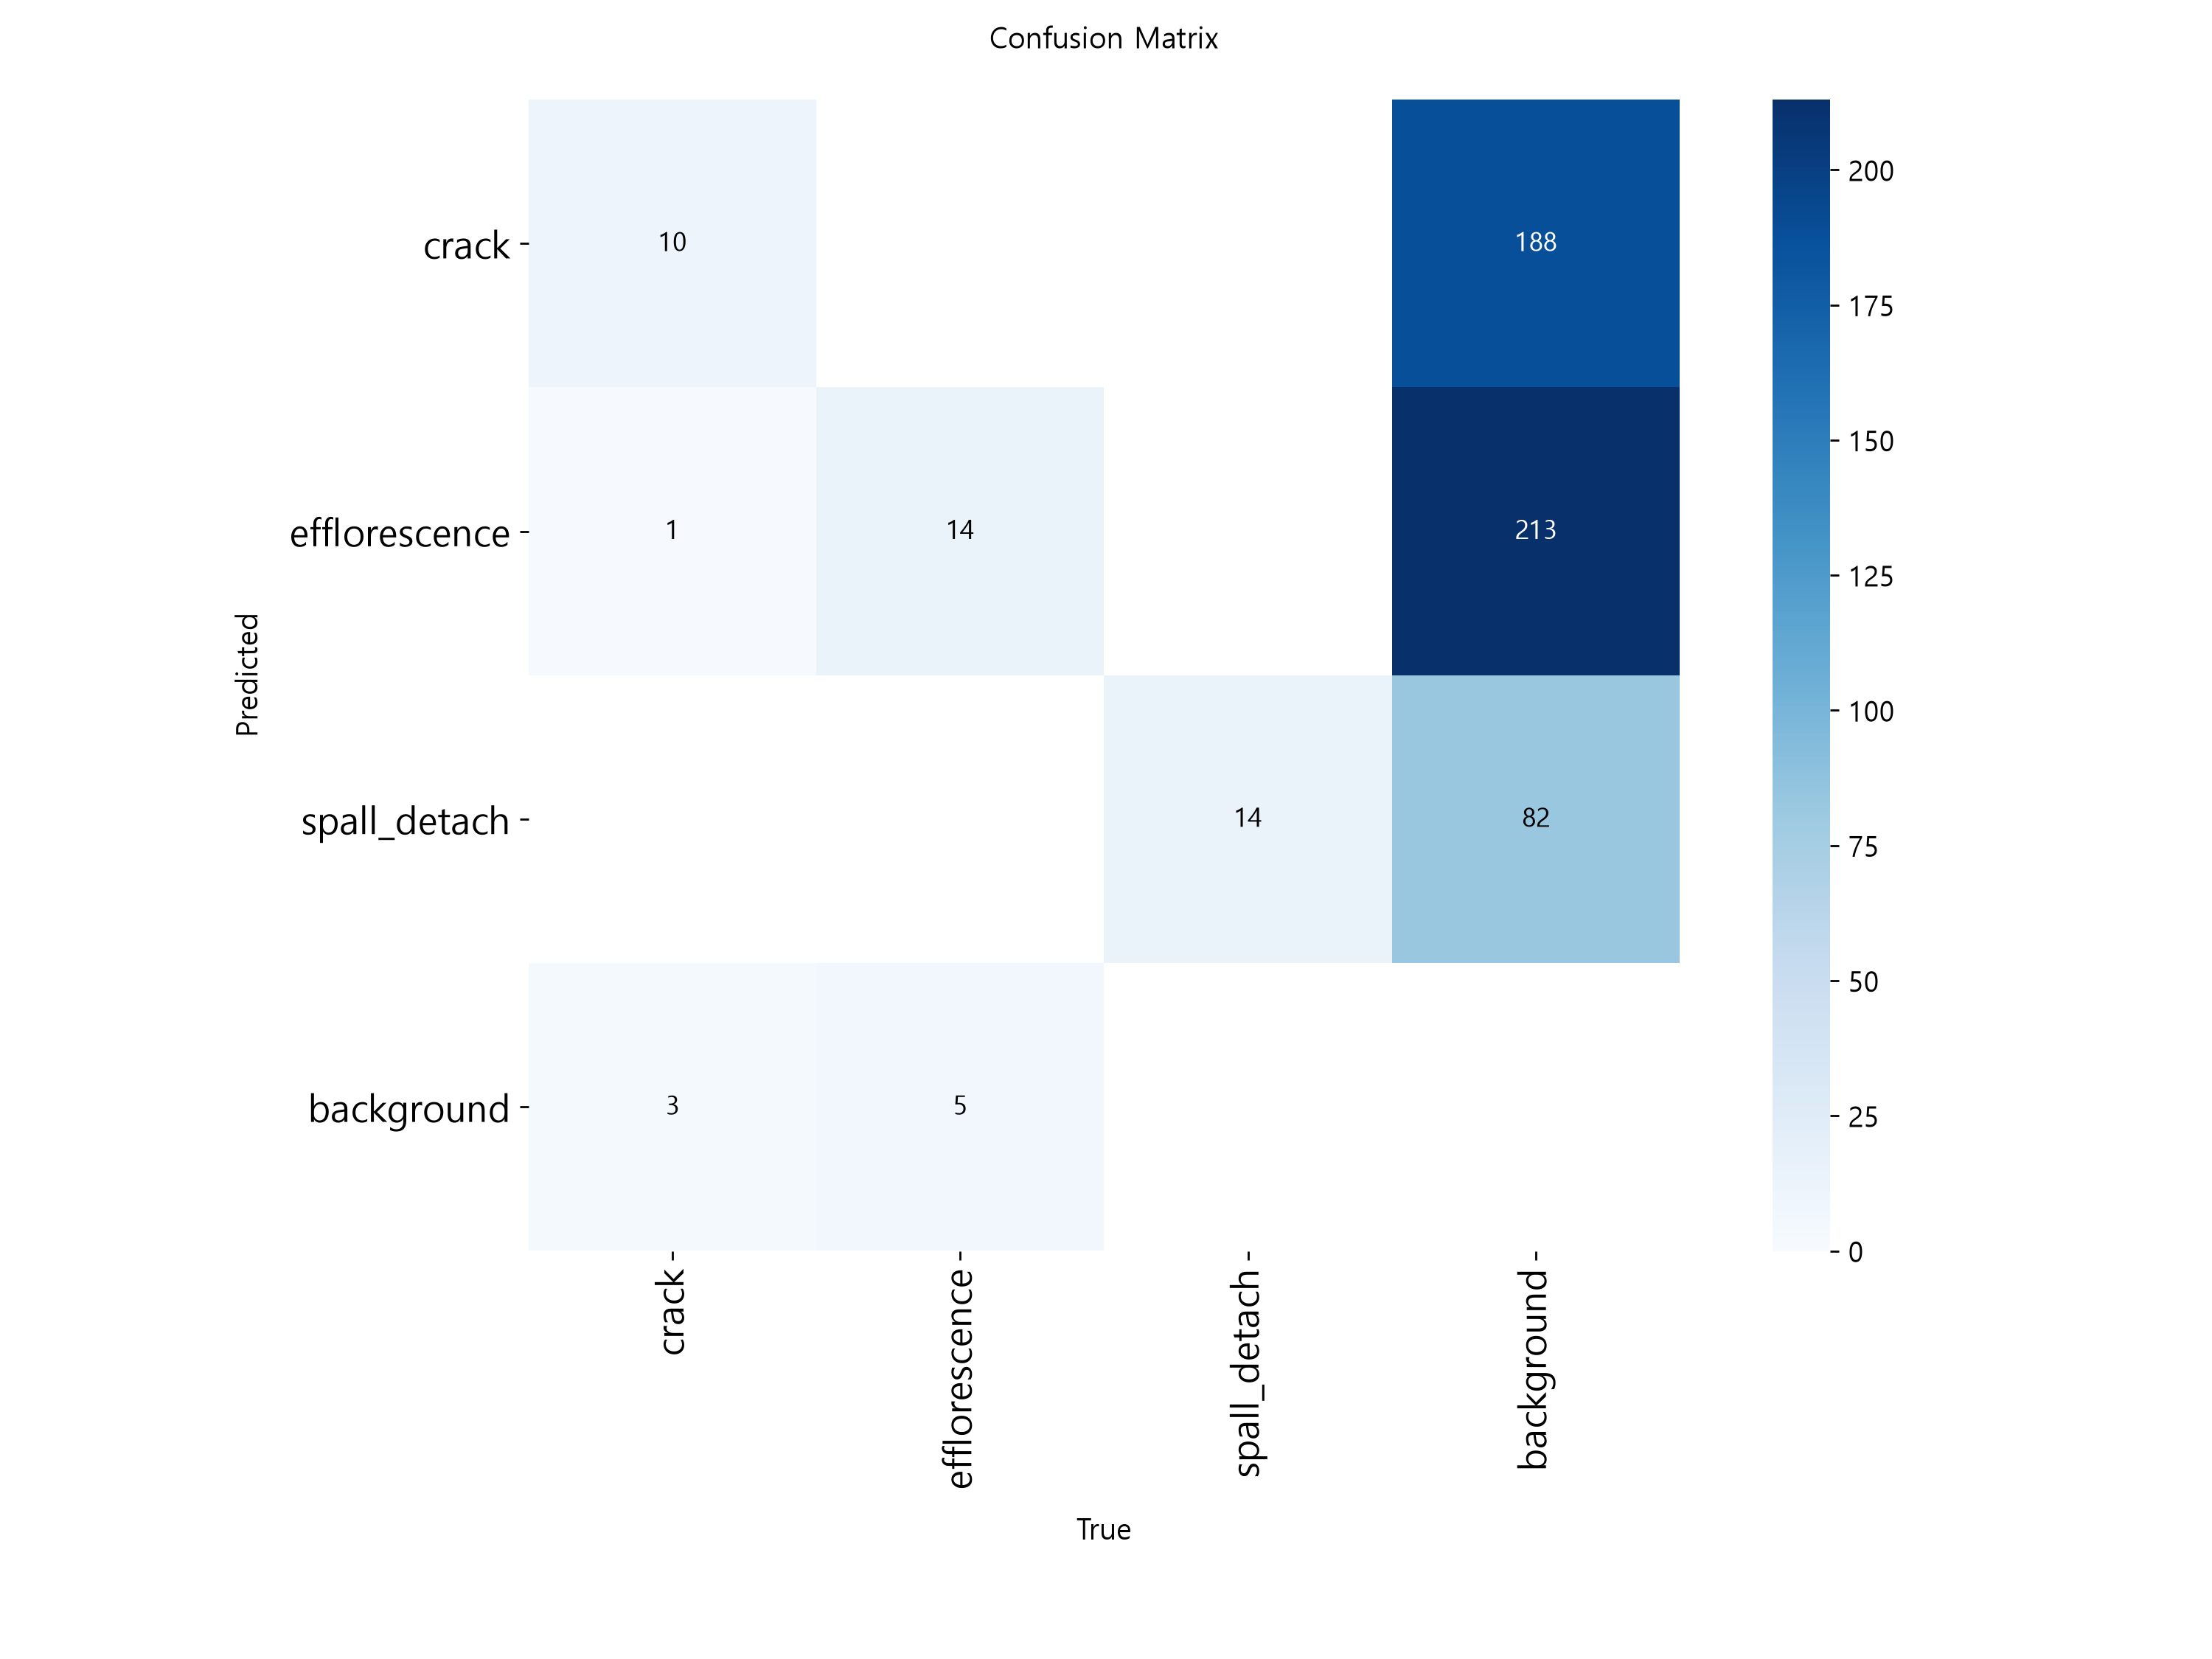 Confusion Matrix
crack
10
188
200
175
150
efflorescence
1
14
213
125
Predicted
100
spall_detach
14
82
75
50
background
3
5
25
0
crack
efflorescence
spall_detach
background
True